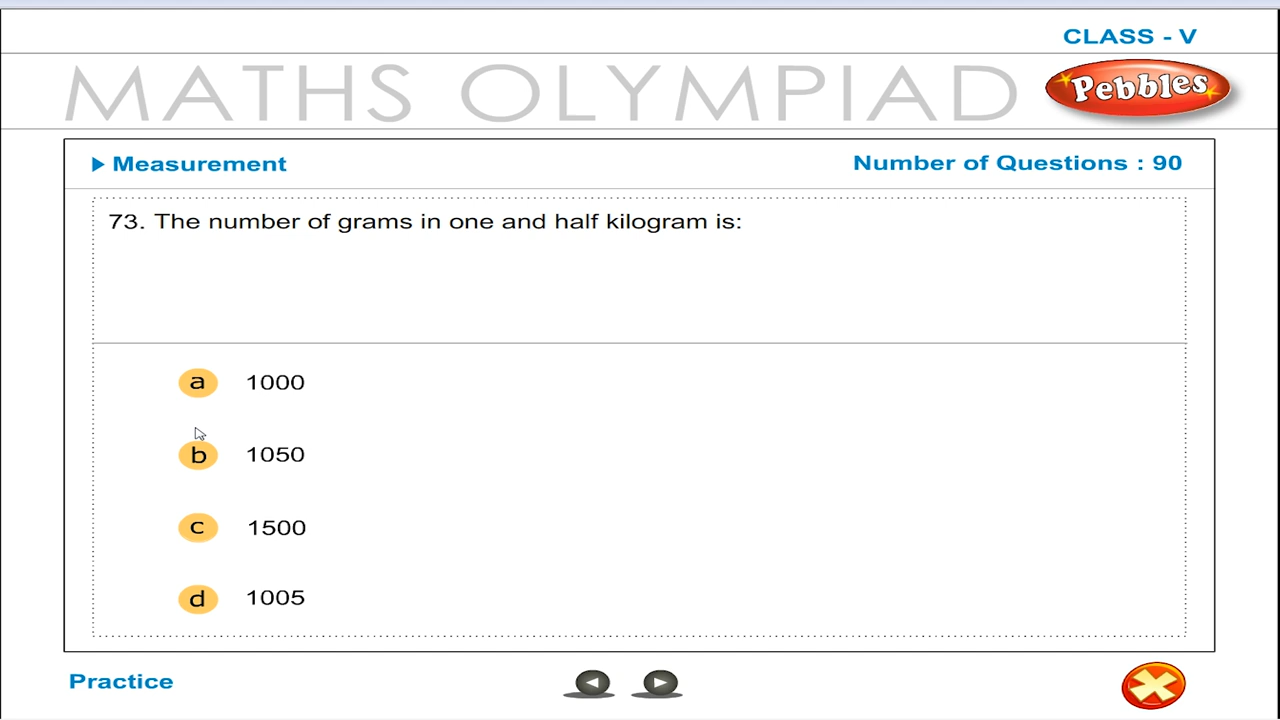 CLASS - V
MATHS OLYMPIAD
Pebbles
Measurement
Number of Questions : 90
73. The number of grams in one and half kilogram is:
a 1000
b 1050
c 1500
d 1005
Practice